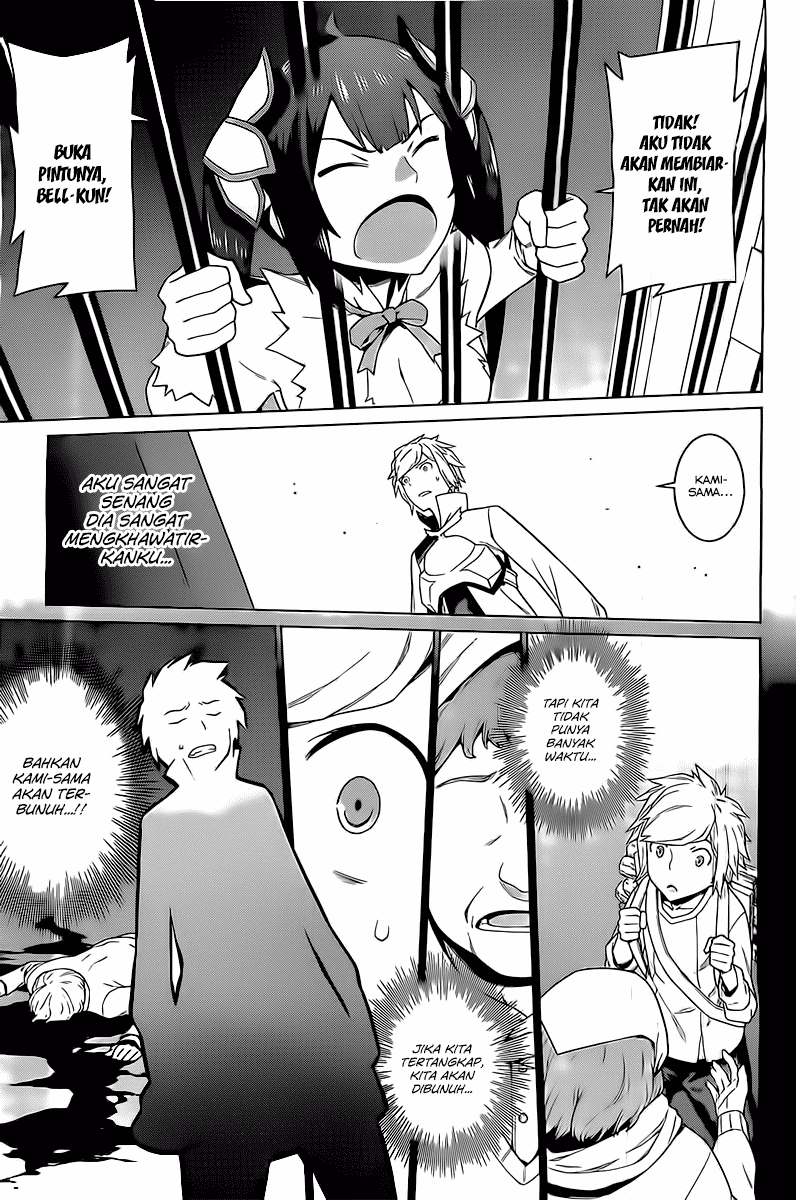 TIDAK!
AKU TIDAK
AKAN MEMBIAR-
KAN INI,
TAK AKAN
PERNAH!
BUKA
PINTUNYA,
BELL-KUN!
KAMI-
SAMA...
AKU SANGAT
SENANG
DIA SANGAT
MENGKHAWATIR-
KANKU...
TAPI KITA
TIDAK
PUNYA
BANYAK
WAKTU...
JIKA KITA
TERTANGKAP,
KITA AKAN
DIBUNUH...
BAHKAN
KAMI-SAMA
AKAN TER-
BUNUH...!!